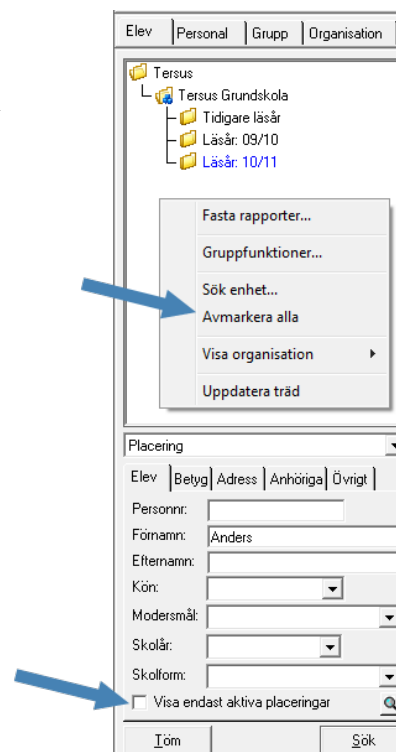 Elev Personal Grupp Organisation
Tersus
Tersus Grundskola
Tidigare läsår
Läsår: 09/10
Läsår: 10/11
Fasta rapporter...
Gruppfunktioner...
Sök enhet...
Avmarkera alla
Visa organisation
Uppdatera träd
Placering
Elev Betyg Adress Anhöriga Övrigt
Personnr:
Förnamn: Anders
Efternamn:
Kön:
Modersmål:
Skolår:
Skolform:
Visa endast aktiva placeringar
Töm Sök